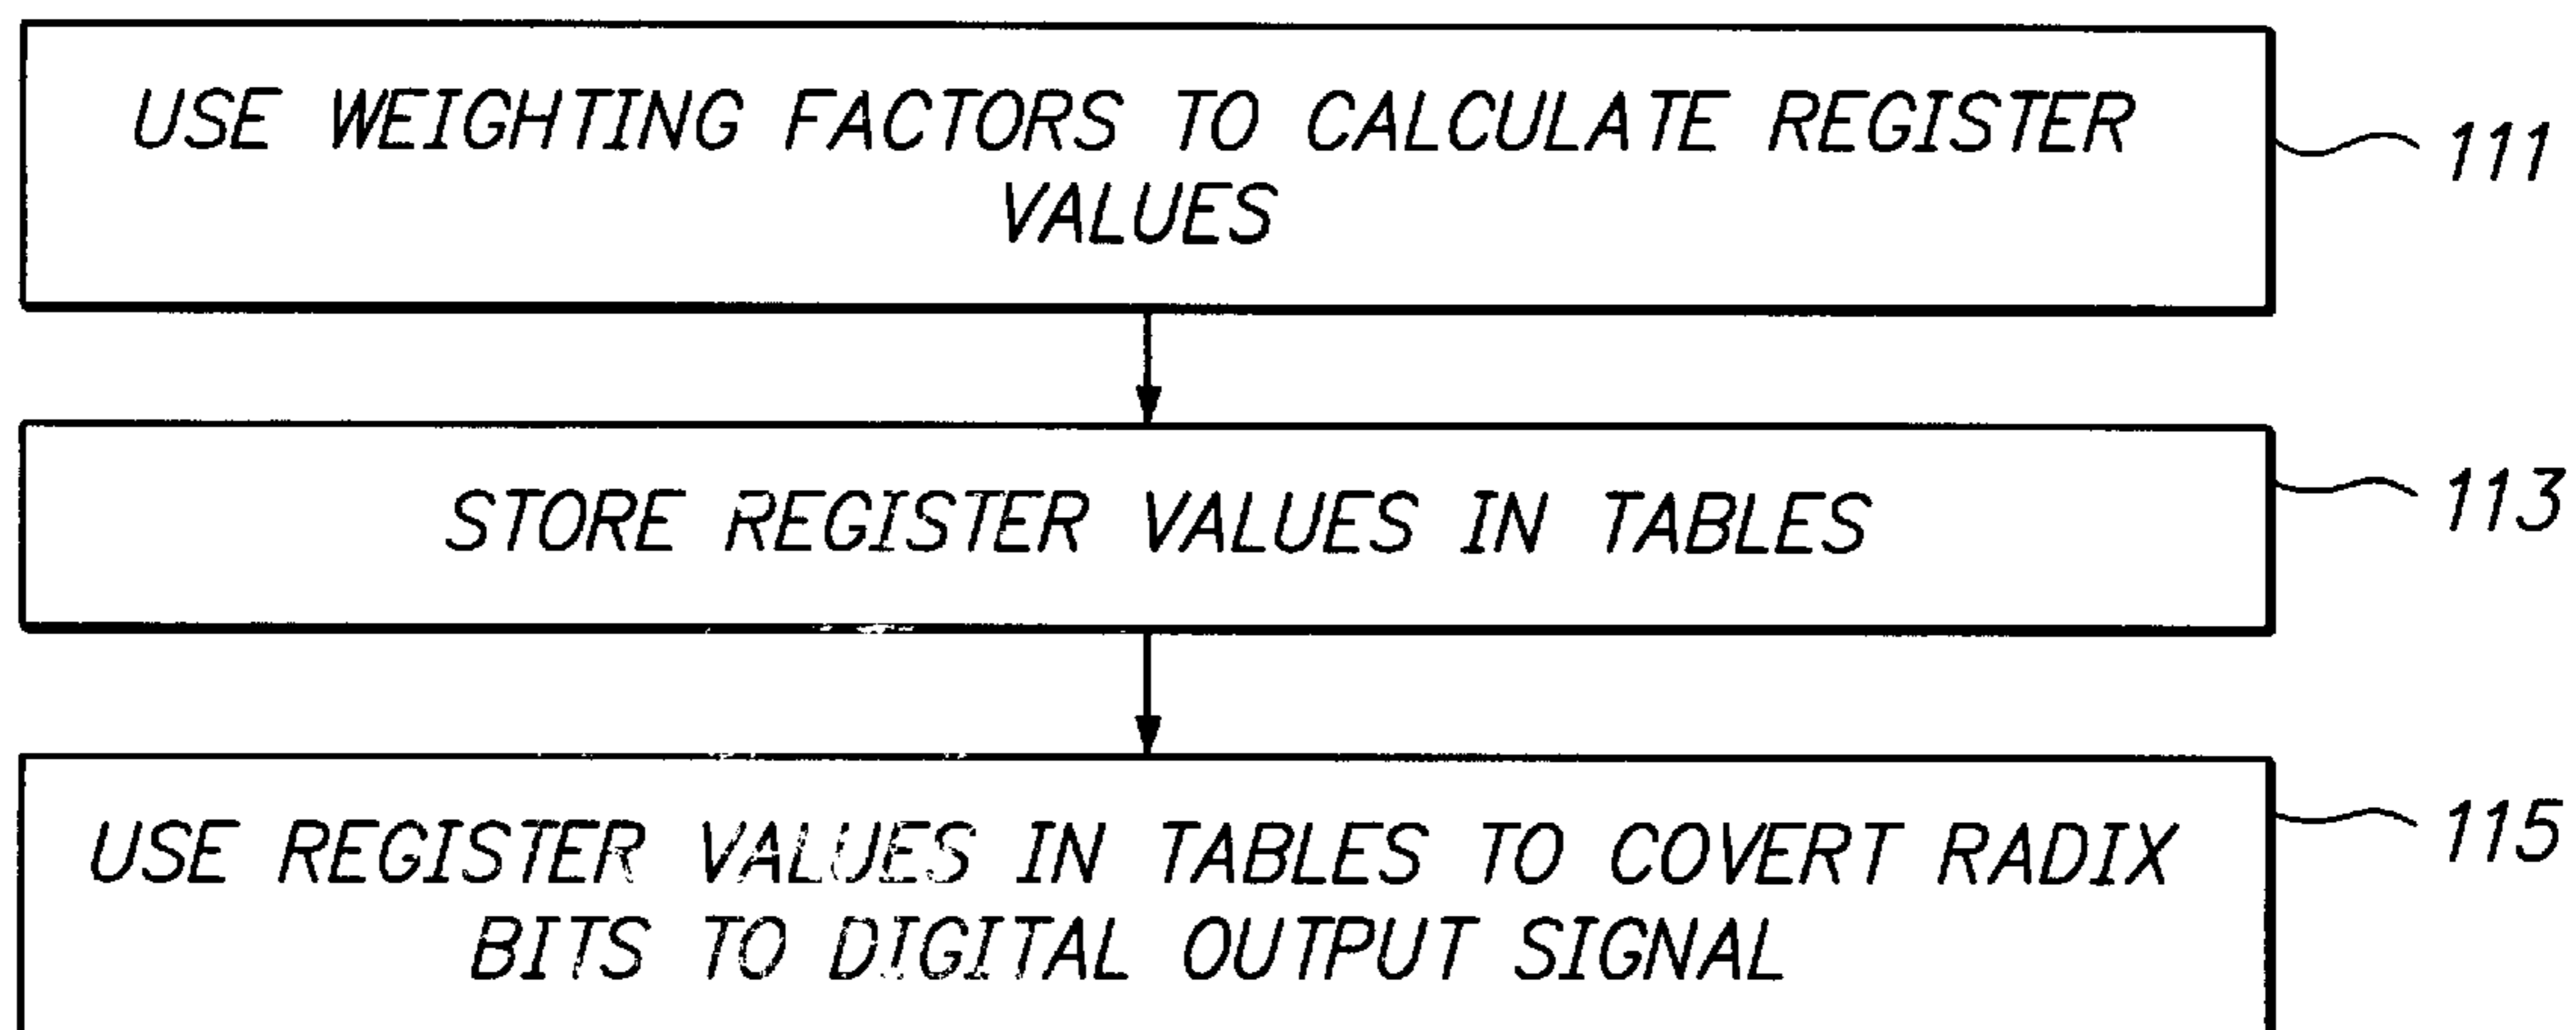 USE WEIGHTING FACTORS TO CALCULATE REGISTER
VALUES
111
STORE REGISTER VALUES IN TABLES
113
USE REGISTER VALUES IN TABLES TO COVERT RADIX
BITS TO DIGITAL OUTPUT SIGNAL
115